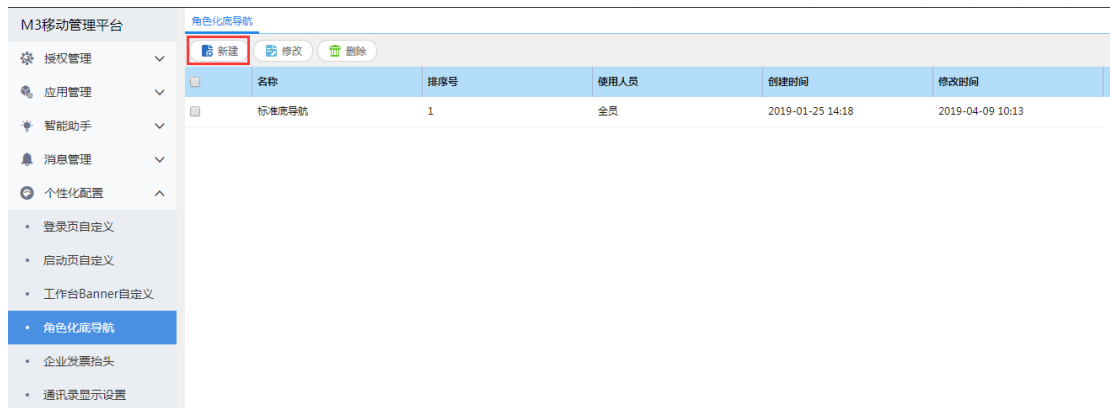 M3移动管理平台
授权管理
应用管理
智能助手
消息管理
个性化配置
登录页自定义
启动页自定义
工作台Banner自定义
角色化底导航
企业发票抬头
通讯录显示设置
角色化底导航
新建 修改 删除
名称 排序号 使用人员 创建时间 修改时间
标准底导航 1 全员 2019-01-25 14:18 2019-04-09 10:13